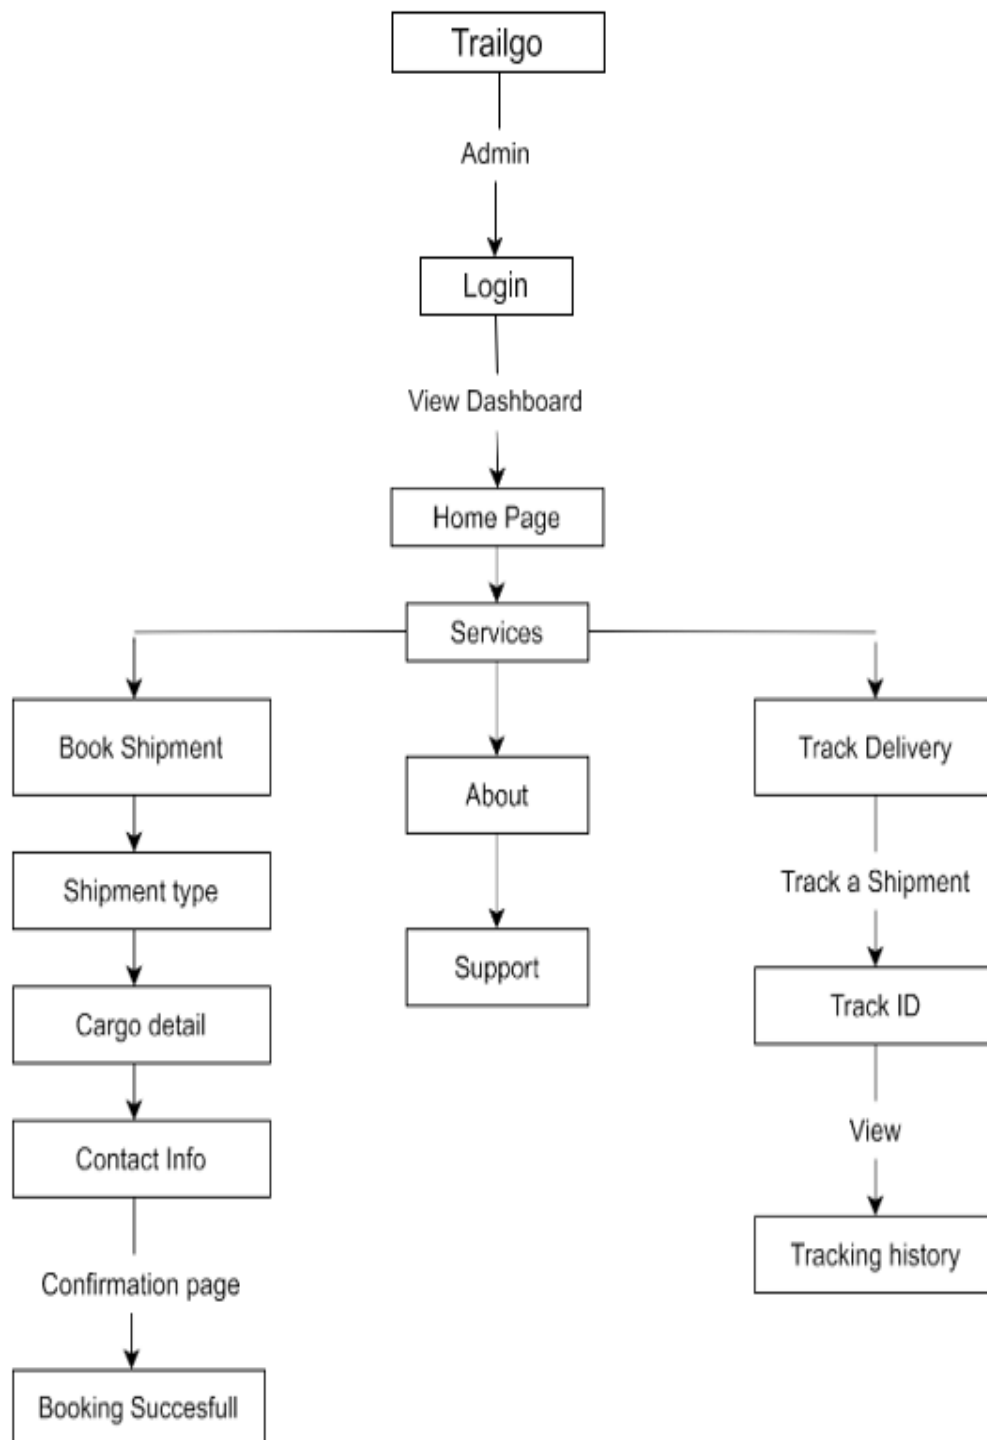 Trailgo
Admin
Login
View Dashboard
Home Page
Services
Book Shipment
Shipment type
Cargo detail
Contact Info
Confirmation page
Booking Succesfull
About
Support
Track Delivery
Track a Shipment
Track ID
View
Tracking history